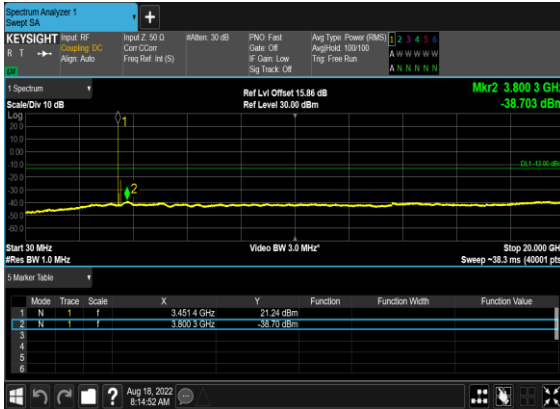 Spectrum Analyzer 1
Swept SA
+
KEYSIGHT
R T
Input: RF
Coupling: DC
Align: Auto
Input Z: 50 Ω
Corr CCorr
Freq Ref: Int (S)
#Atten: 30 dB
PNO: Fast
Gate: Off
IF Gain: Low
Sig Track: Off
Avg Type: Power (RMS)
Avg|Hold: 100/100
Trig: Free Run
1 2 3 4 5 6
A W W W W W
A N N N N N
1 Spectrum
Scale/Div 10 dB
Ref Lvl Offset 15.86 dB
Ref Level 30.00 dBm
Mkr2 3.800 3 GHz
-38.703 dBm
Log
20.0
10.0
0.00
-10.0
-20.0
-30.0
-40.0
-50.0
-60.0
1
2
DL1 -13.00 dBm
Start 30 MHz
#Res BW 1.0 MHz
Video BW 3.0 MHz*
Stop 20.000 GHz
Sweep ~38.3 ms (40001 pts)
5 Marker Table
Mode Trace Scale X Y Function Function Width Function Value
1 N 1 f 3.451 4 GHz 21.24 dBm
2 N 1 f 3.800 3 GHz -38.70 dBm
3
4
5
6
?
Aug 18, 2022
8:14:52 AM